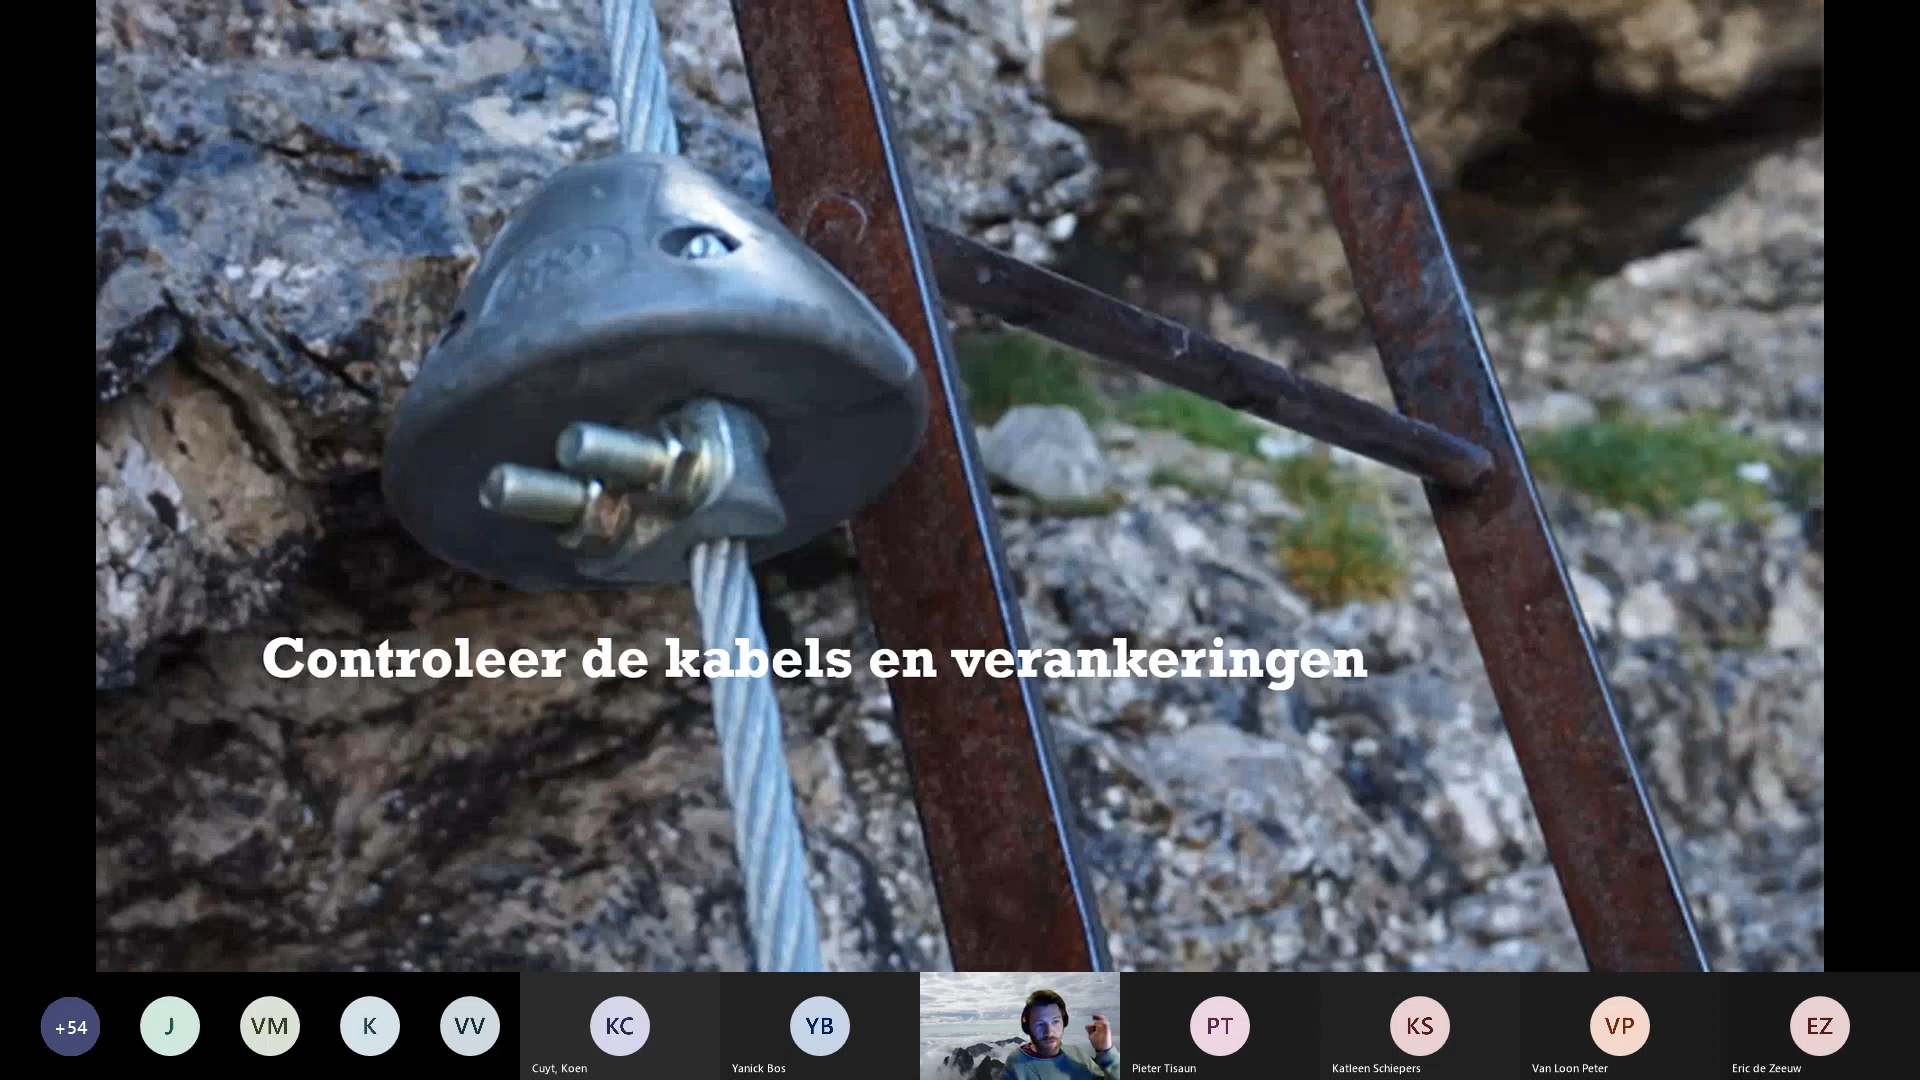 Controleer de kabels en verankeringen
+54
J
VM
K
VV
KC
YB
PT
KS
VP
EZ
Cuyt, Koen
Yanick Bos
Pieter Tisaun
Katleen Schiepers
Van Loon Peter
Eric de Zeeuw